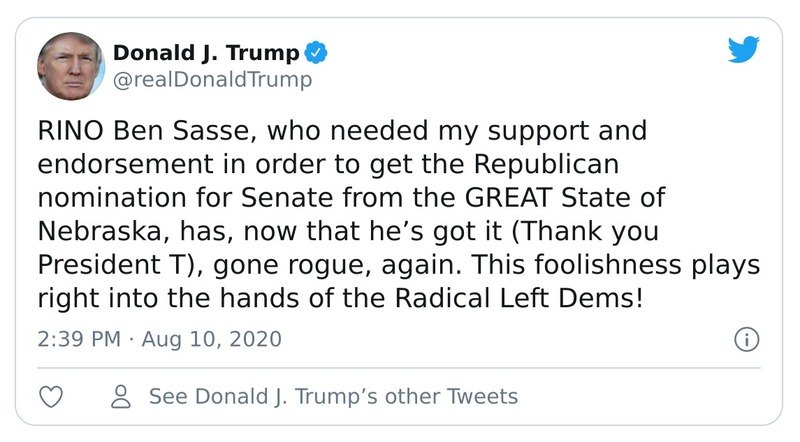 Donald J. Trump
@realDonaldTrump
RINO Ben Sasse, who needed my support and
endorsement in order to get the Republican
nomination for Senate from the GREAT State of
Nebraska, has, now that he’s got it (Thank you
President T), gone rogue, again. This foolishness plays
right into the hands of the Radical Left Dems!
2:39 PM · Aug 10, 2020
See Donald J. Trump’s other Tweets